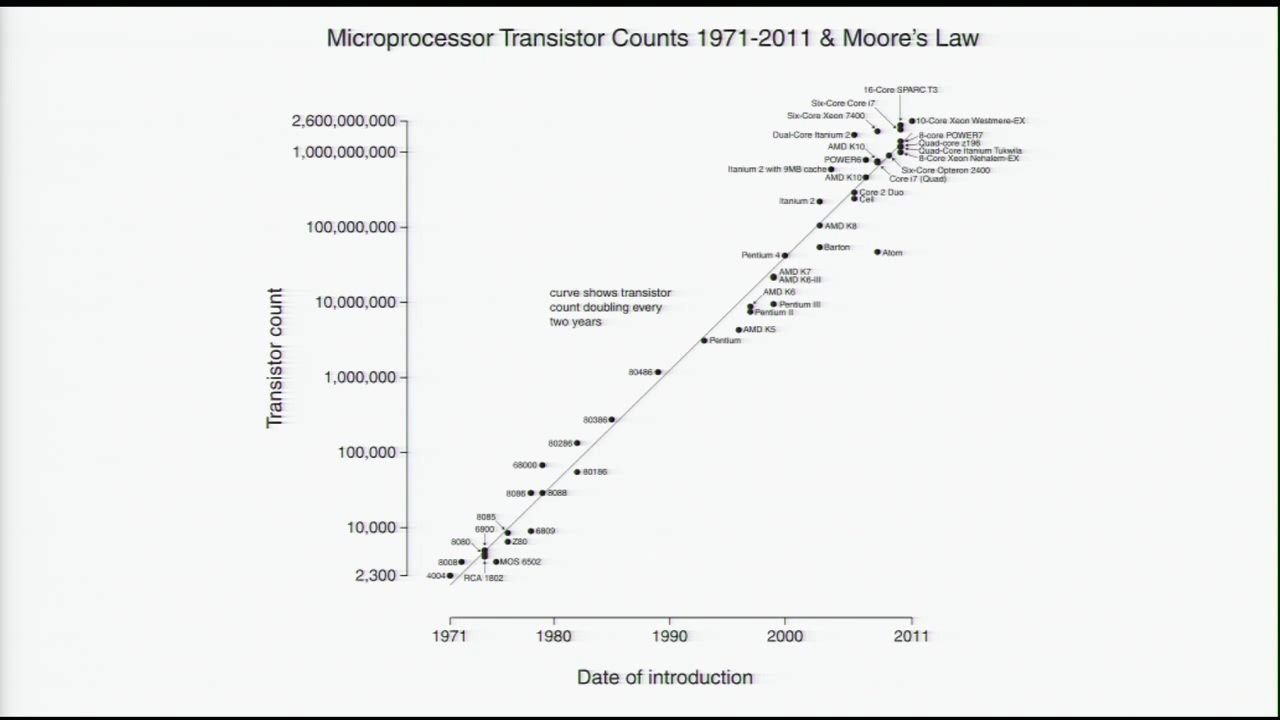 Microprocessor Transistor Counts 1971-2011 & Moore's Law
16-Core SPARC T3
Six-Core Core i7
Six-Core Xeon 7400
2,600,000,000
10-Core Xeon Westmere-EX
Dual-Core Itanium 2
8-core POWER7
Quad-core z196
AMD K10
Quad-Core Itanium Tukwila
1,000,000,000
8-Core Xeon Nehalem-EX
POWER6
Itanium 2 with 9MB cache
Six-Core Opteron 2400
AMD K10
Core i7 (Quad)
Core 2 Duo
Itanium 2
Cell
100,000,000
AMD K8
Barton
Atom
Pentium 4
AMD K7
AMD K6-III
curve shows transistor
count doubling every
two years
AMD K6
10,000,000
Pentium III
Pentium II
AMD K5
Pentium
Transistor count
1,000,000
80486
80386
80286
100,000
68000
80186
8086
8088
8085
10,000
6800
6809
8080
Z80
8008
MOS 6502
2,300
4004
RCA 1802
1971
1980
1990
2000
2011
Date of introduction